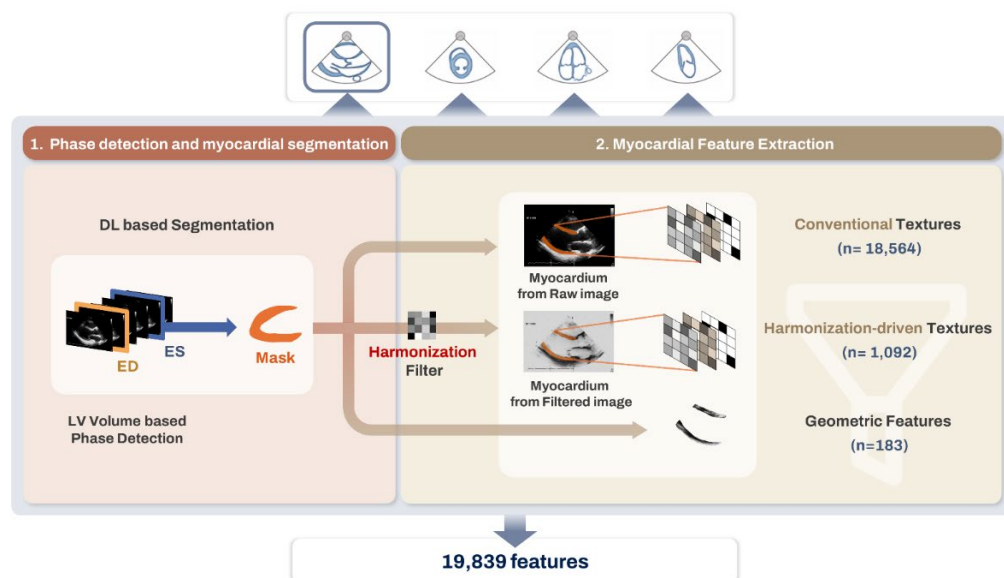 1. Phase detection and myocardial segmentation
2. Myocardial Feature Extraction
DL based Segmentation
ES
ED
Mask
LV Volume based
Phase Detection
Harmonization
Filter
Myocardium
from Raw image
Myocardium
from Filtered image
Conventional Textures
(n= 18,564)
Harmonization-driven Textures
(n= 1,092)
Geometric Features
(n=183)
19,839 features